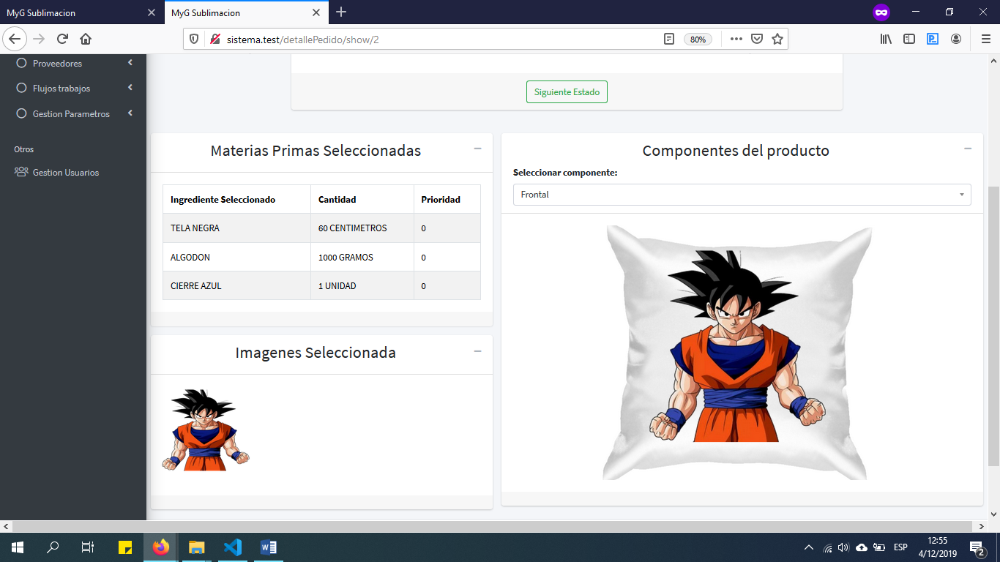 MyG Sublimacion
MyG Sublimacion
sistema.test/detallePedido/show/2
80%
Proveedores
Flujos trabajos
Gestion Parametros
Otros
Gestion Usuarios
Siguiente Estado
Materias Primas Seleccionadas
Ingrediente Seleccionado Cantidad Prioridad
TELA NEGRA 60 CENTIMETROS 0
ALGODON 1000 GRAMOS 0
CIERRE AZUL 1 UNIDAD 0
Imagenes Seleccionada
Componentes del producto
Seleccionar componente:
Frontal
ESP
12:55
4/12/2019
2